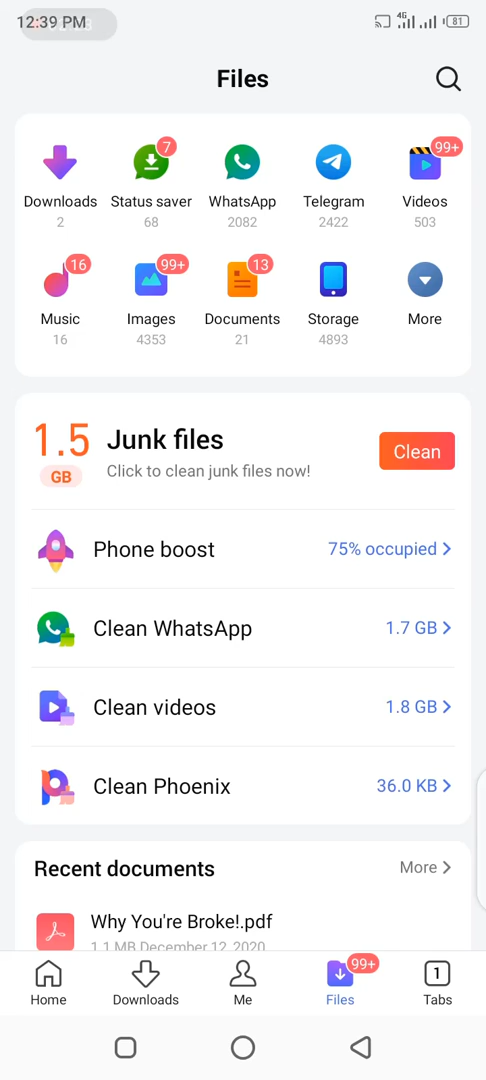 12:39 PM 4G 81
Files
7 99+
Downloads Status saver WhatsApp Telegram Videos
2 68 2082 2422 503
16 99+ 13
Music Images Documents Storage More
16 4353 21 4893
1.5 Junk files
GB Click to clean junk files now! Clean
Phone boost 75% occupied
Clean WhatsApp 1.7 GB
Clean videos 1.8 GB
Clean Phoenix 36.0 KB
Recent documents More
Why You're Broke!.pdf
1.1 MB December 12, 2020
99+ 1
Home Downloads Me Files Tabs